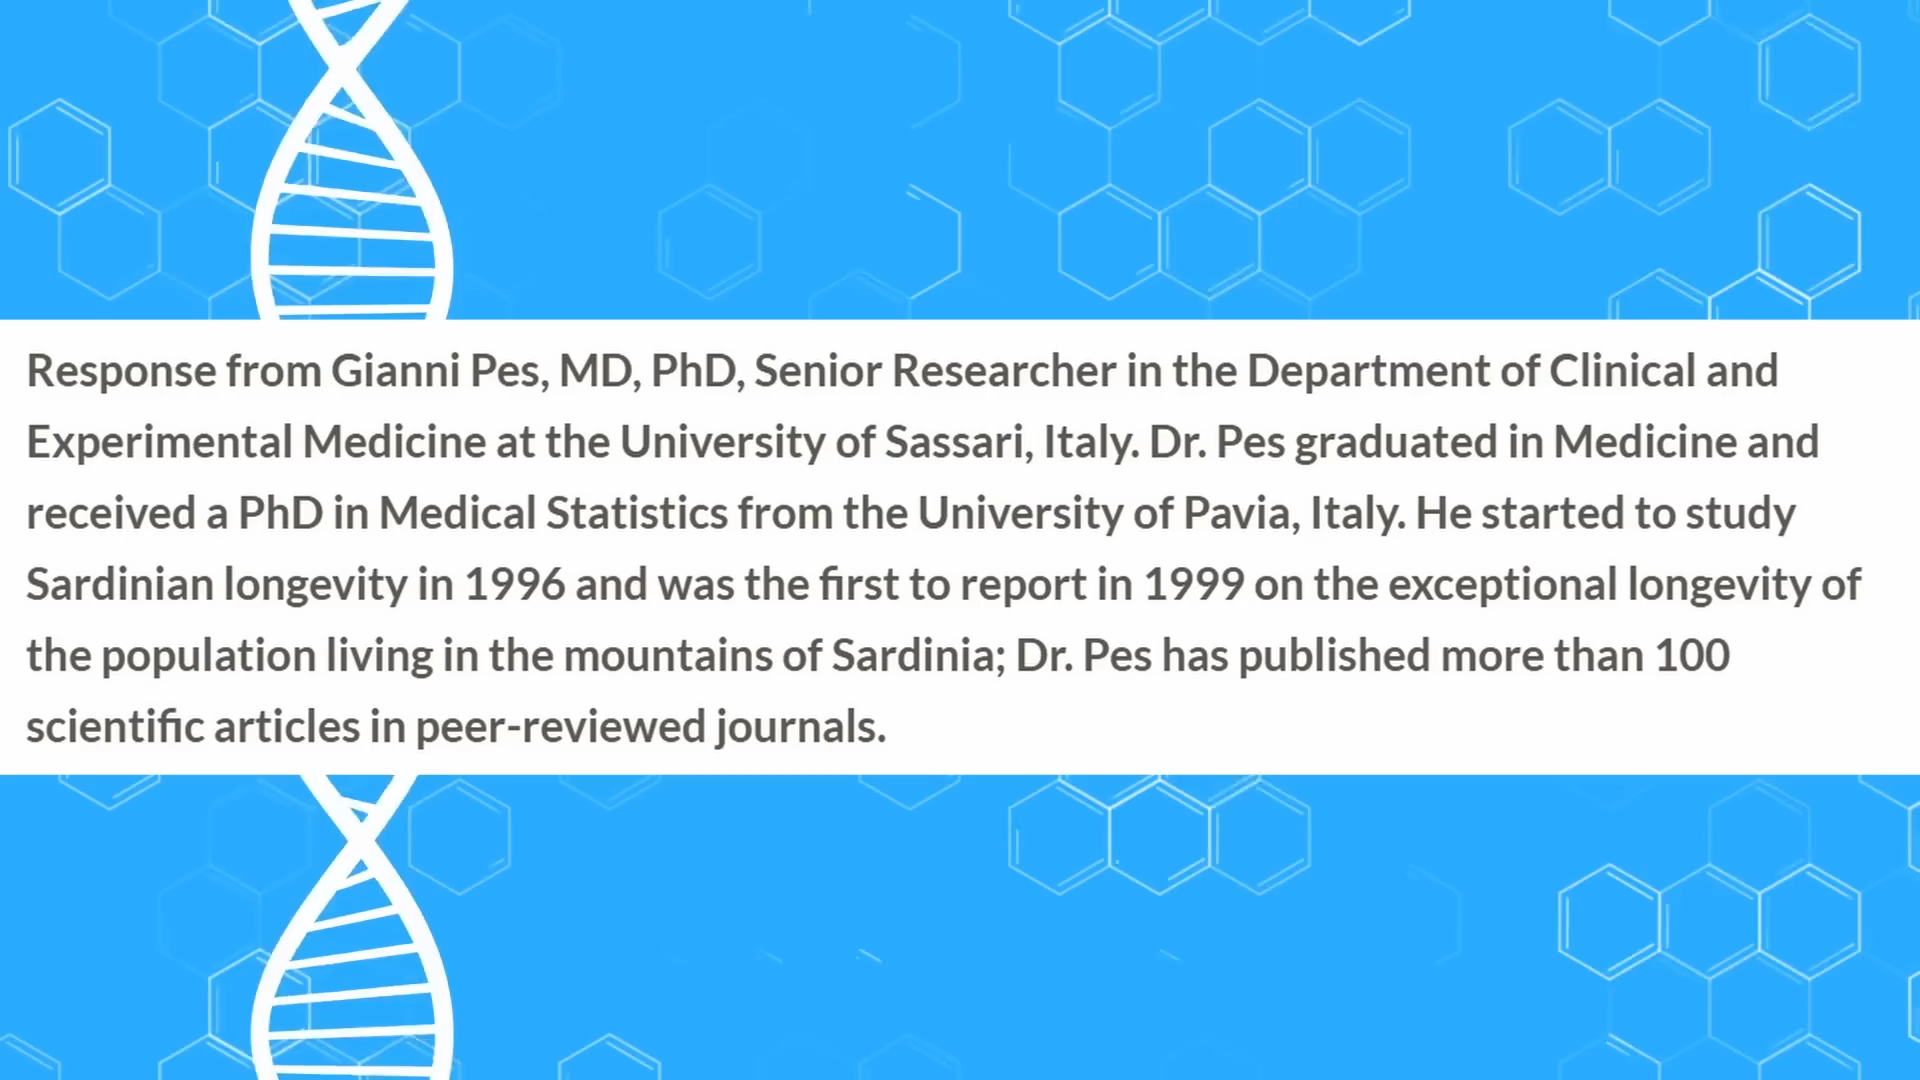 Response from Gianni Pes, MD, PhD, Senior Researcher in the Department of Clinical and
Experimental Medicine at the University of Sassari, Italy. Dr. Pes graduated in Medicine and
received a PhD in Medical Statistics from the University of Pavia, Italy. He started to study
Sardinian longevity in 1996 and was the first to report in 1999 on the exceptional longevity of
the population living in the mountains of Sardinia; Dr. Pes has published more than 100
scientific articles in peer-reviewed journals.